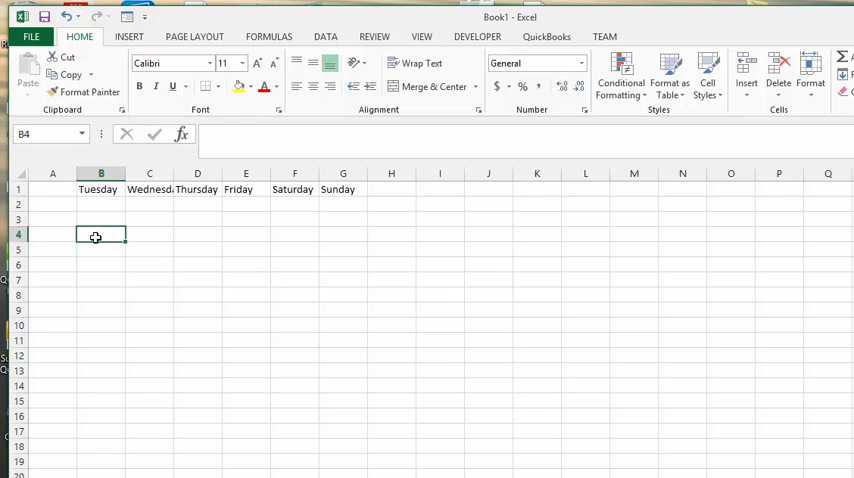 Book1 - Excel
FILE HOME INSERT PAGE LAYOUT FORMULAS DATA REVIEW VIEW DEVELOPER QuickBooks TEAM
Cut
Copy
Format Painter
Paste
Clipboard
Calibri 11
B I U
Font
Wrap Text
Merge & Center
Alignment
General
$ %
Number
Conditional Formatting
Format as Table
Cell Styles
Styles
Insert Delete Format
Cells
B4 fx
A B C D E F G H I J K L M N O P Q
1 Tuesday Wednesda Thursday Friday Saturday Sunday
2
3
4
5
6
7
8
9
10
11
12
13
14
15
16
17
18
19
20